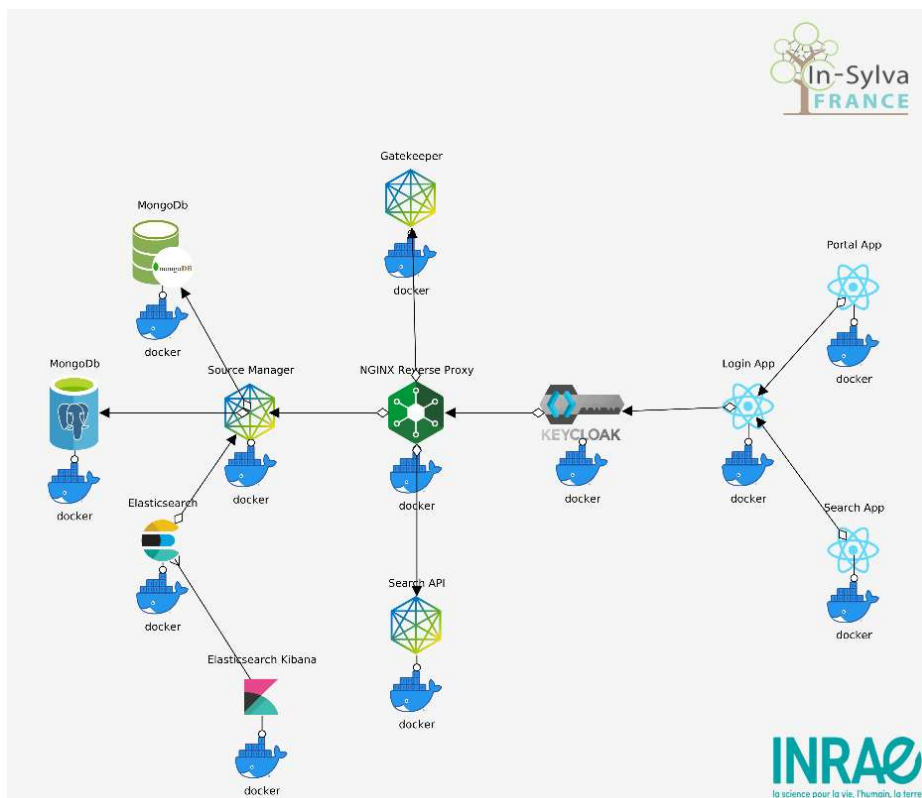 In-Sylva
FRANCE
Gatekeeper
docker
MongoDb
mongoDB
docker
Portal App
docker
MongoDb
docker
Source Manager
docker
NGINX Reverse Proxy
docker
KEYCLOAK
docker
Login App
docker
Elasticsearch
docker
Search App
docker
Search API
docker
Elasticsearch Kibana
docker
INRAE
la science pour la vie, l'humain, la terre